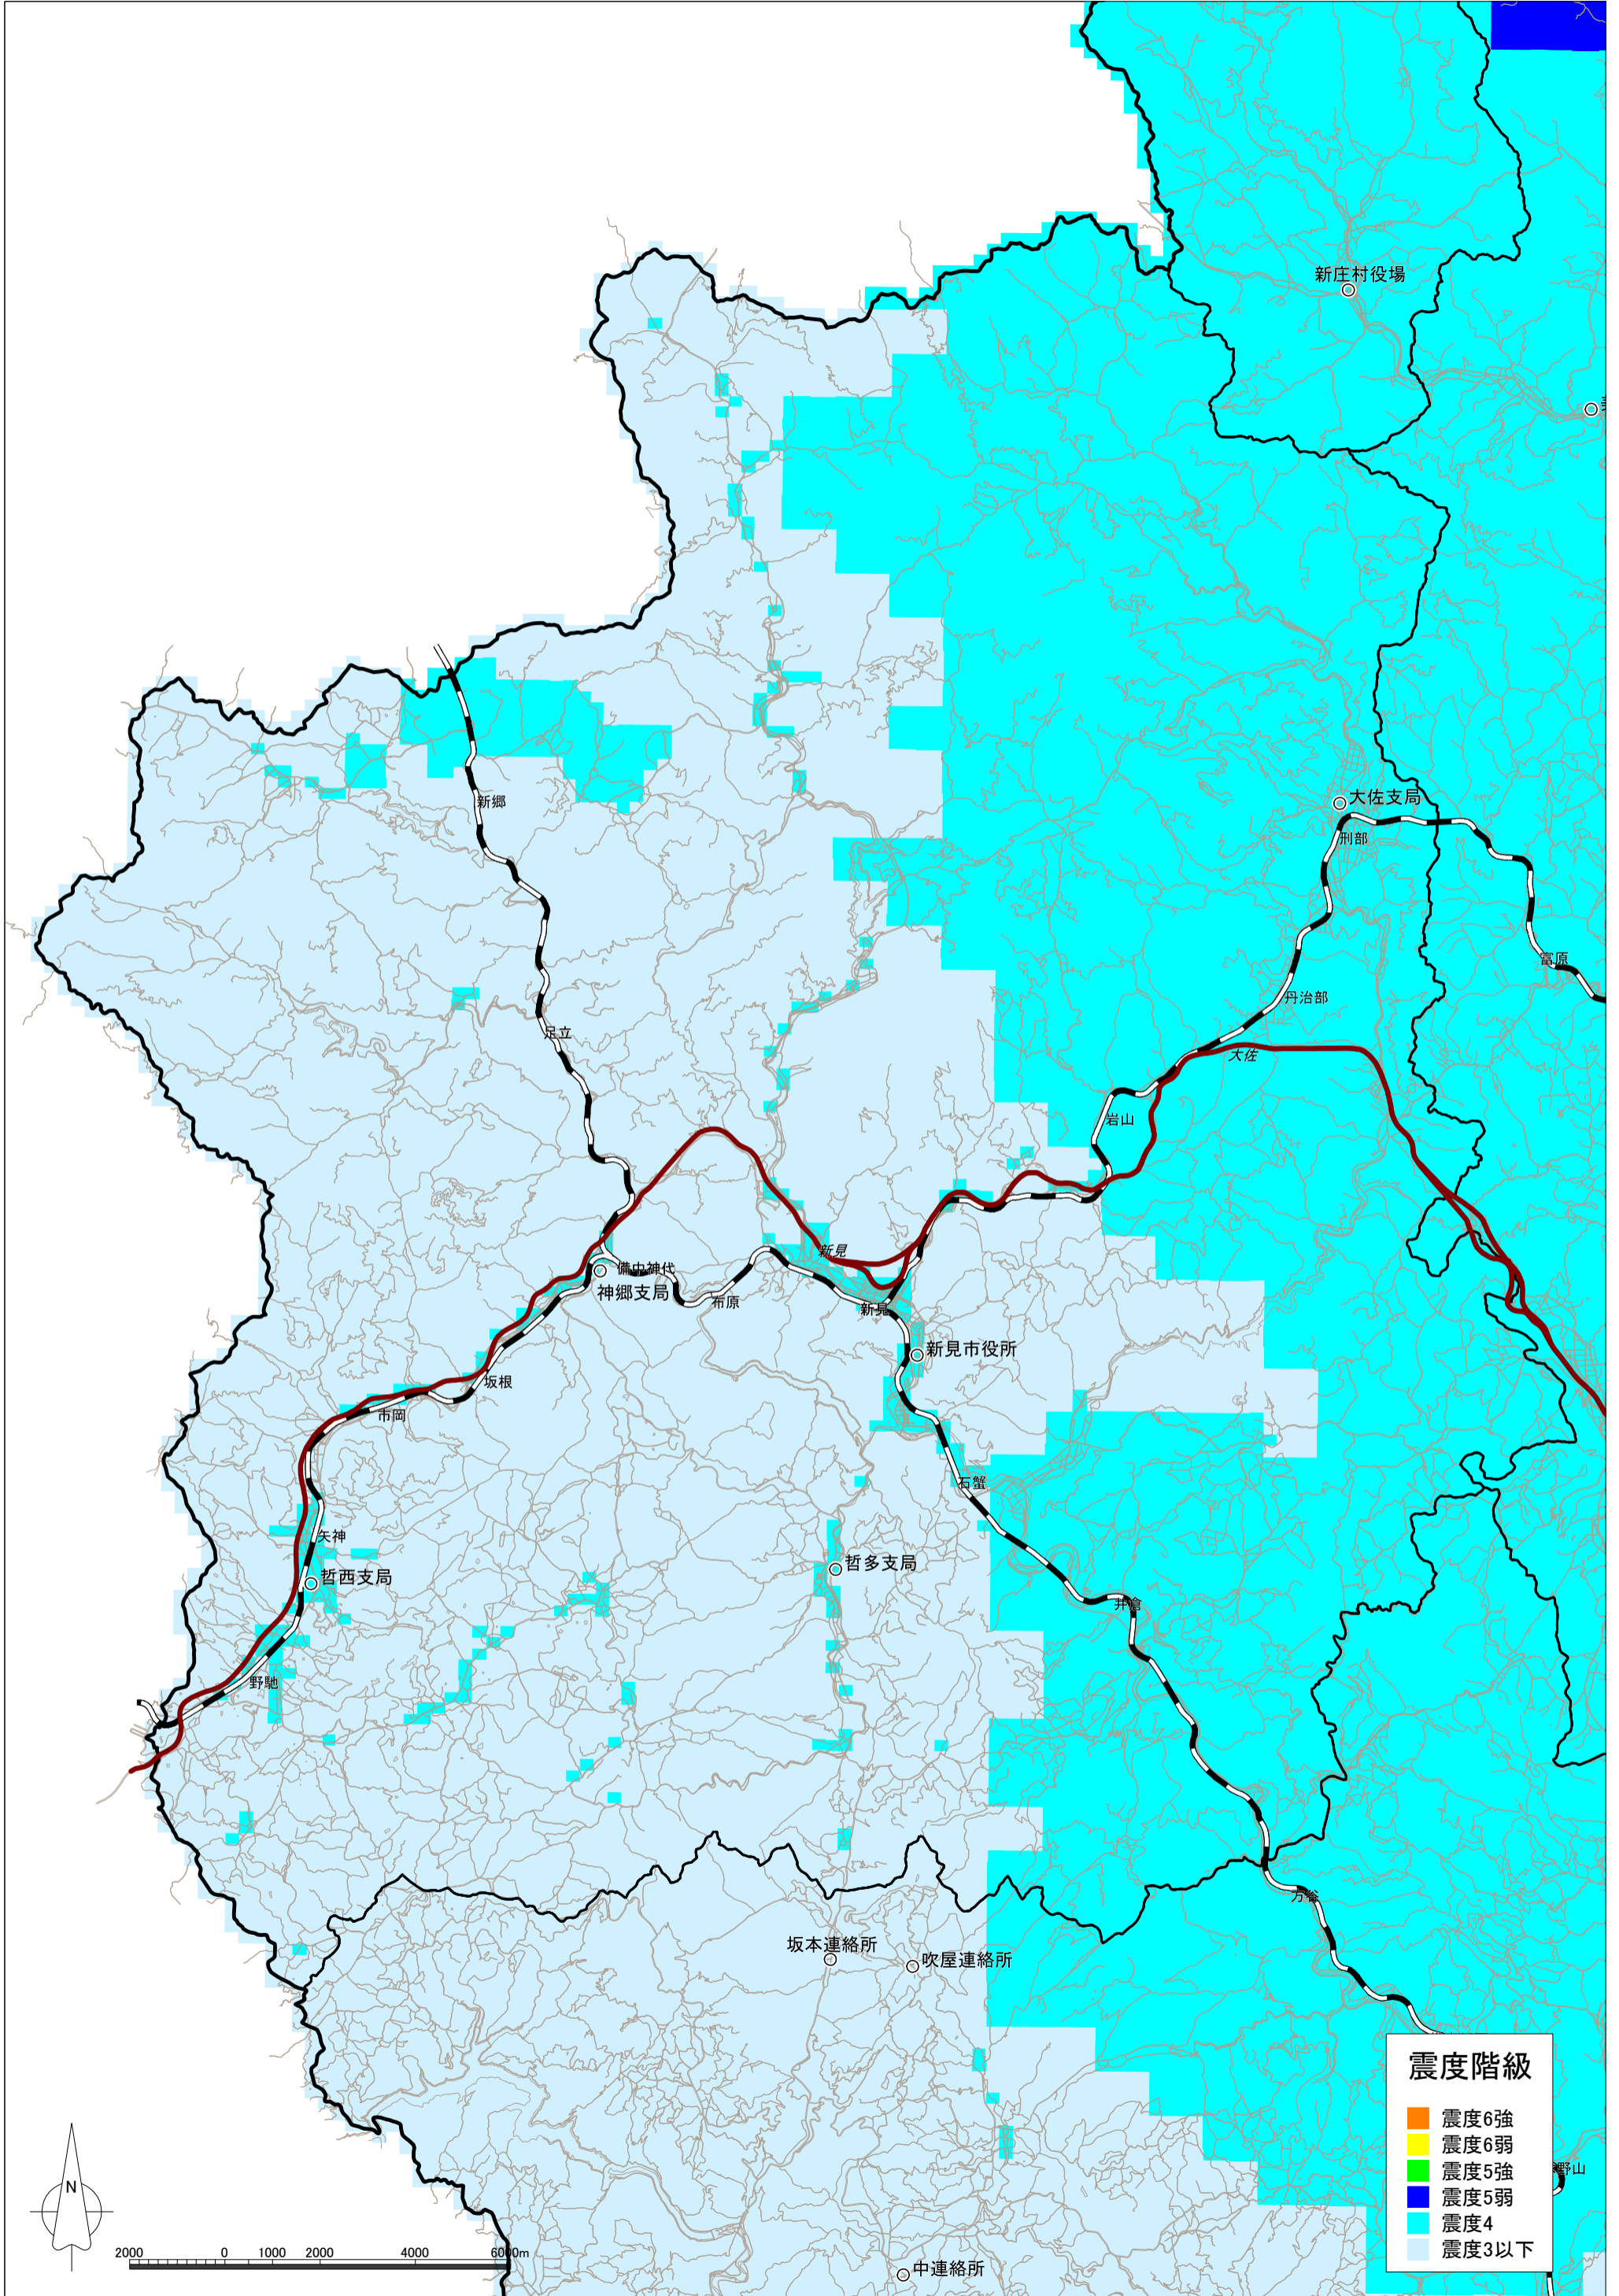 新庄村役場
新郷
大佐支局
刑部
富原
丹治部
足立
大佐
岩山
新見
備中神代
神郷支局
布原
新見
新見市役所
坂根
市岡
石蟹
矢神
哲多支局
哲西支局
井倉
野馳
方谷
坂本連絡所
吹屋連絡所
震度階級
震度6強
震度6弱
震度5強
野山
震度5弱
震度4
震度3以下
N
2000 0 1000 2000 4000 6000m
中連絡所